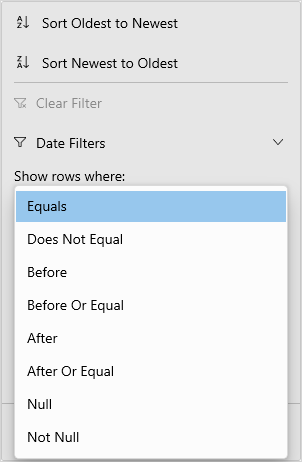 Sort Oldest to Newest
Sort Newest to Oldest
Clear Filter
Date Filters
Show rows where:
Equals
Does Not Equal
Before
Before Or Equal
After
After Or Equal
Null
Not Null